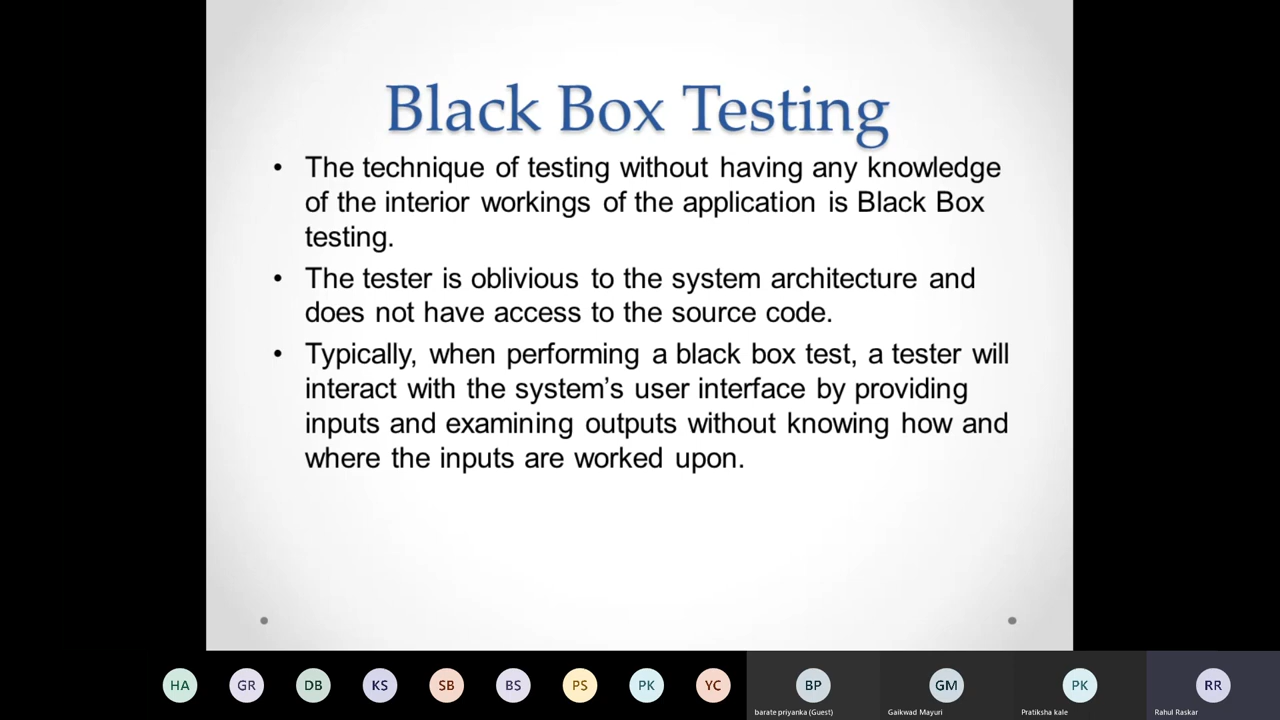 Black Box Testing
• The technique of testing without having any knowledge
of the interior workings of the application is Black Box
testing.
• The tester is oblivious to the system architecture and
does not have access to the source code.
• Typically, when performing a black box test, a tester will
interact with the system’s user interface by providing
inputs and examining outputs without knowing how and
where the inputs are worked upon.
HA GR DB KS SB BS PS PK YC BP GM PK RR
barate priyanka (Guest) Gaikwad Mayuri Pratiksha kale Rahul Raskar